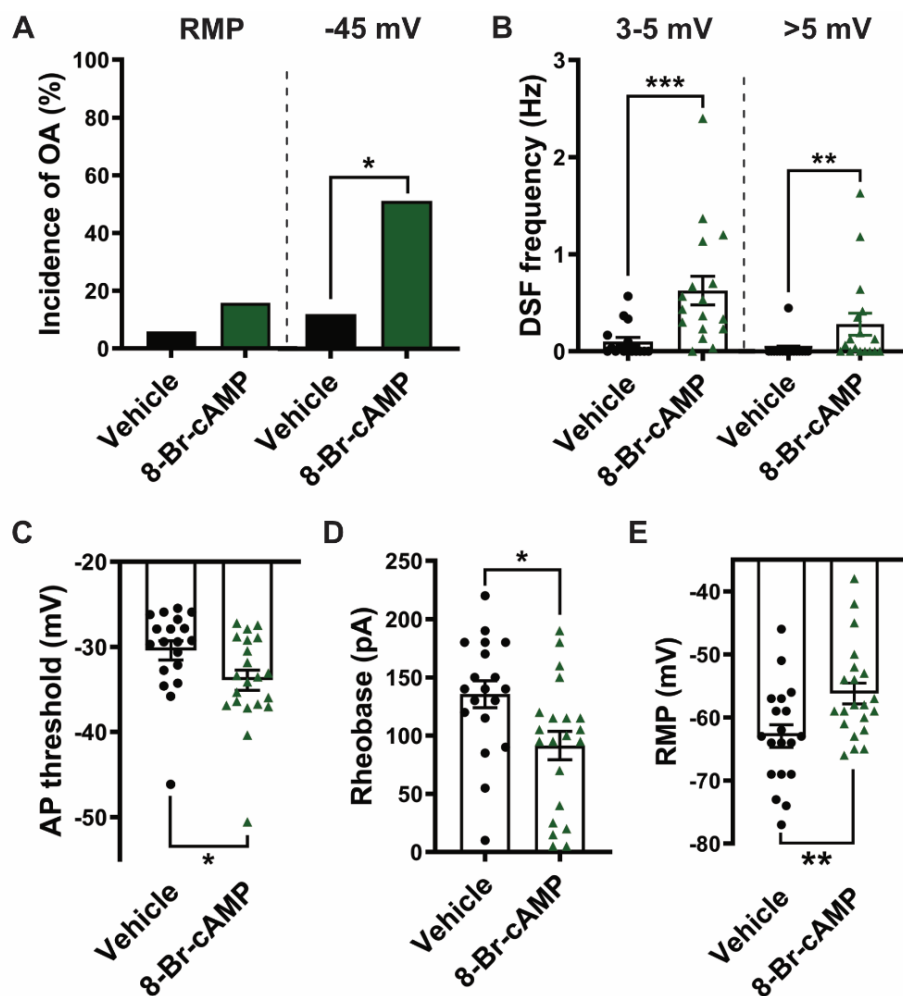 A RMP -45 mV
Incidence of OA (%)
100
80
60
40
20
0
*
Vehicle
8-Br-cAMP
Vehicle
8-Br-cAMP
B 3-5 mV >5 mV
DSF frequency (Hz)
3
2
1
0
***
**
Vehicle
8-Br-cAMP
Vehicle
8-Br-cAMP
C
AP threshold (mV)
-20
-30
-40
-50
*
Vehicle
8-Br-cAMP
D
Rheobase (pA)
250
200
150
100
50
0
*
Vehicle
8-Br-cAMP
E
RMP (mV)
-40
-50
-60
-70
-80
**
Vehicle
8-Br-cAMP